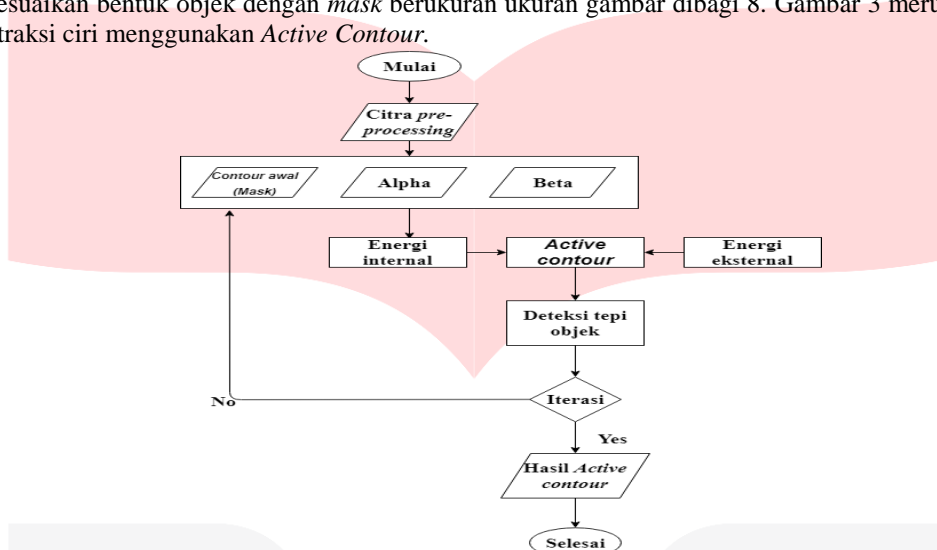 esuaikan bentuk objek dengan mask berukuran ukuran gambar dibagi 8. Gambar 3 meru
traksi ciri menggunakan Active Contour.
Mulai
Citra pre-
processing
Contour awal
(Mask)
Alpha
Beta
Energi
internal
Active
contour
Energi
eksternal
Deteksi tepi
objek
Iterasi
No
Yes
Hasil Active
contour
Selesai